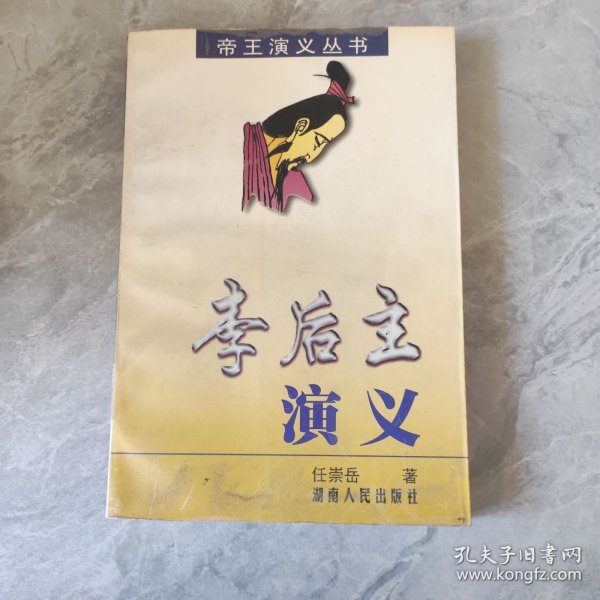 帝王演义丛书
李后主
演义
任崇岳 著
湖南人民出版社
孔夫子旧书网
www.kongfz.com